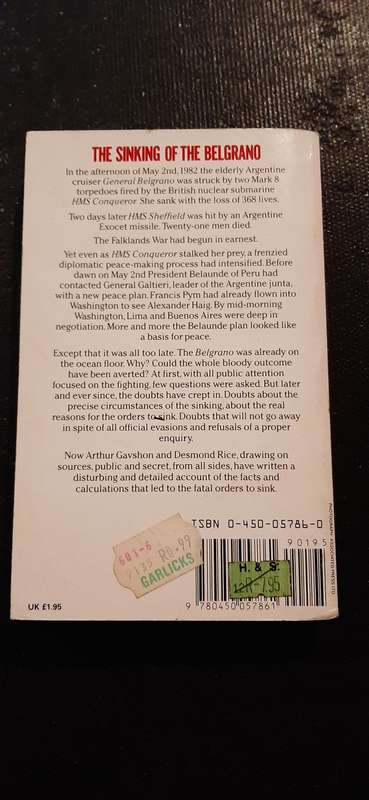 THE SINKING OF THE BELGRANO
In the afternoon of May 2nd, 1982 the elderly Argentine
cruiser General Belgrano was struck by two Mark 8
torpedoes fired by the British nuclear submarine
HMS Conqueror. She sank with the loss of 368 lives.
Two days later HMS Sheffield was hit by an Argentine
Exocet missile. Twenty-one men died.
The Falklands War had begun in earnest.
Yet even as HMS Conqueror stalked her prey, a frenzied
diplomatic peace-making process had intensified. Before
dawn on May 2nd President Belaunde of Peru had
contacted General Galtieri, leader of the Argentine junta,
with a new peace plan. Francis Pym had already flown into
Washington to see Alexander Haig. By mid-morning
Washington, Lima and Buenos Aires were deep in
negotiation. More and more the Belaunde plan looked like
a basis for peace.
Except that it was all too late. The Belgrano was already on
the ocean floor. Why? Could the whole bloody outcome
have been averted? At first, with all public attention
focused on the fighting, few questions were asked. But later
and ever since, the doubts have crept in. Doubts about the
precise circumstances of the sinking, about the real
reasons for the orders to sink. Doubts that will not go away
in spite of all official evasions and refusals of a proper
enquiry.
Now Arthur Gavshon and Desmond Rice, drawing on
sources, public and secret, from all sides, have written a
disturbing and detailed account of the facts and
calculations that led to the fatal orders to sink.
ISBN 0-450-05786-0
90195
601-6
R0-99
GARLICKS
H. & S.
9 780450 057861
UK £1.95